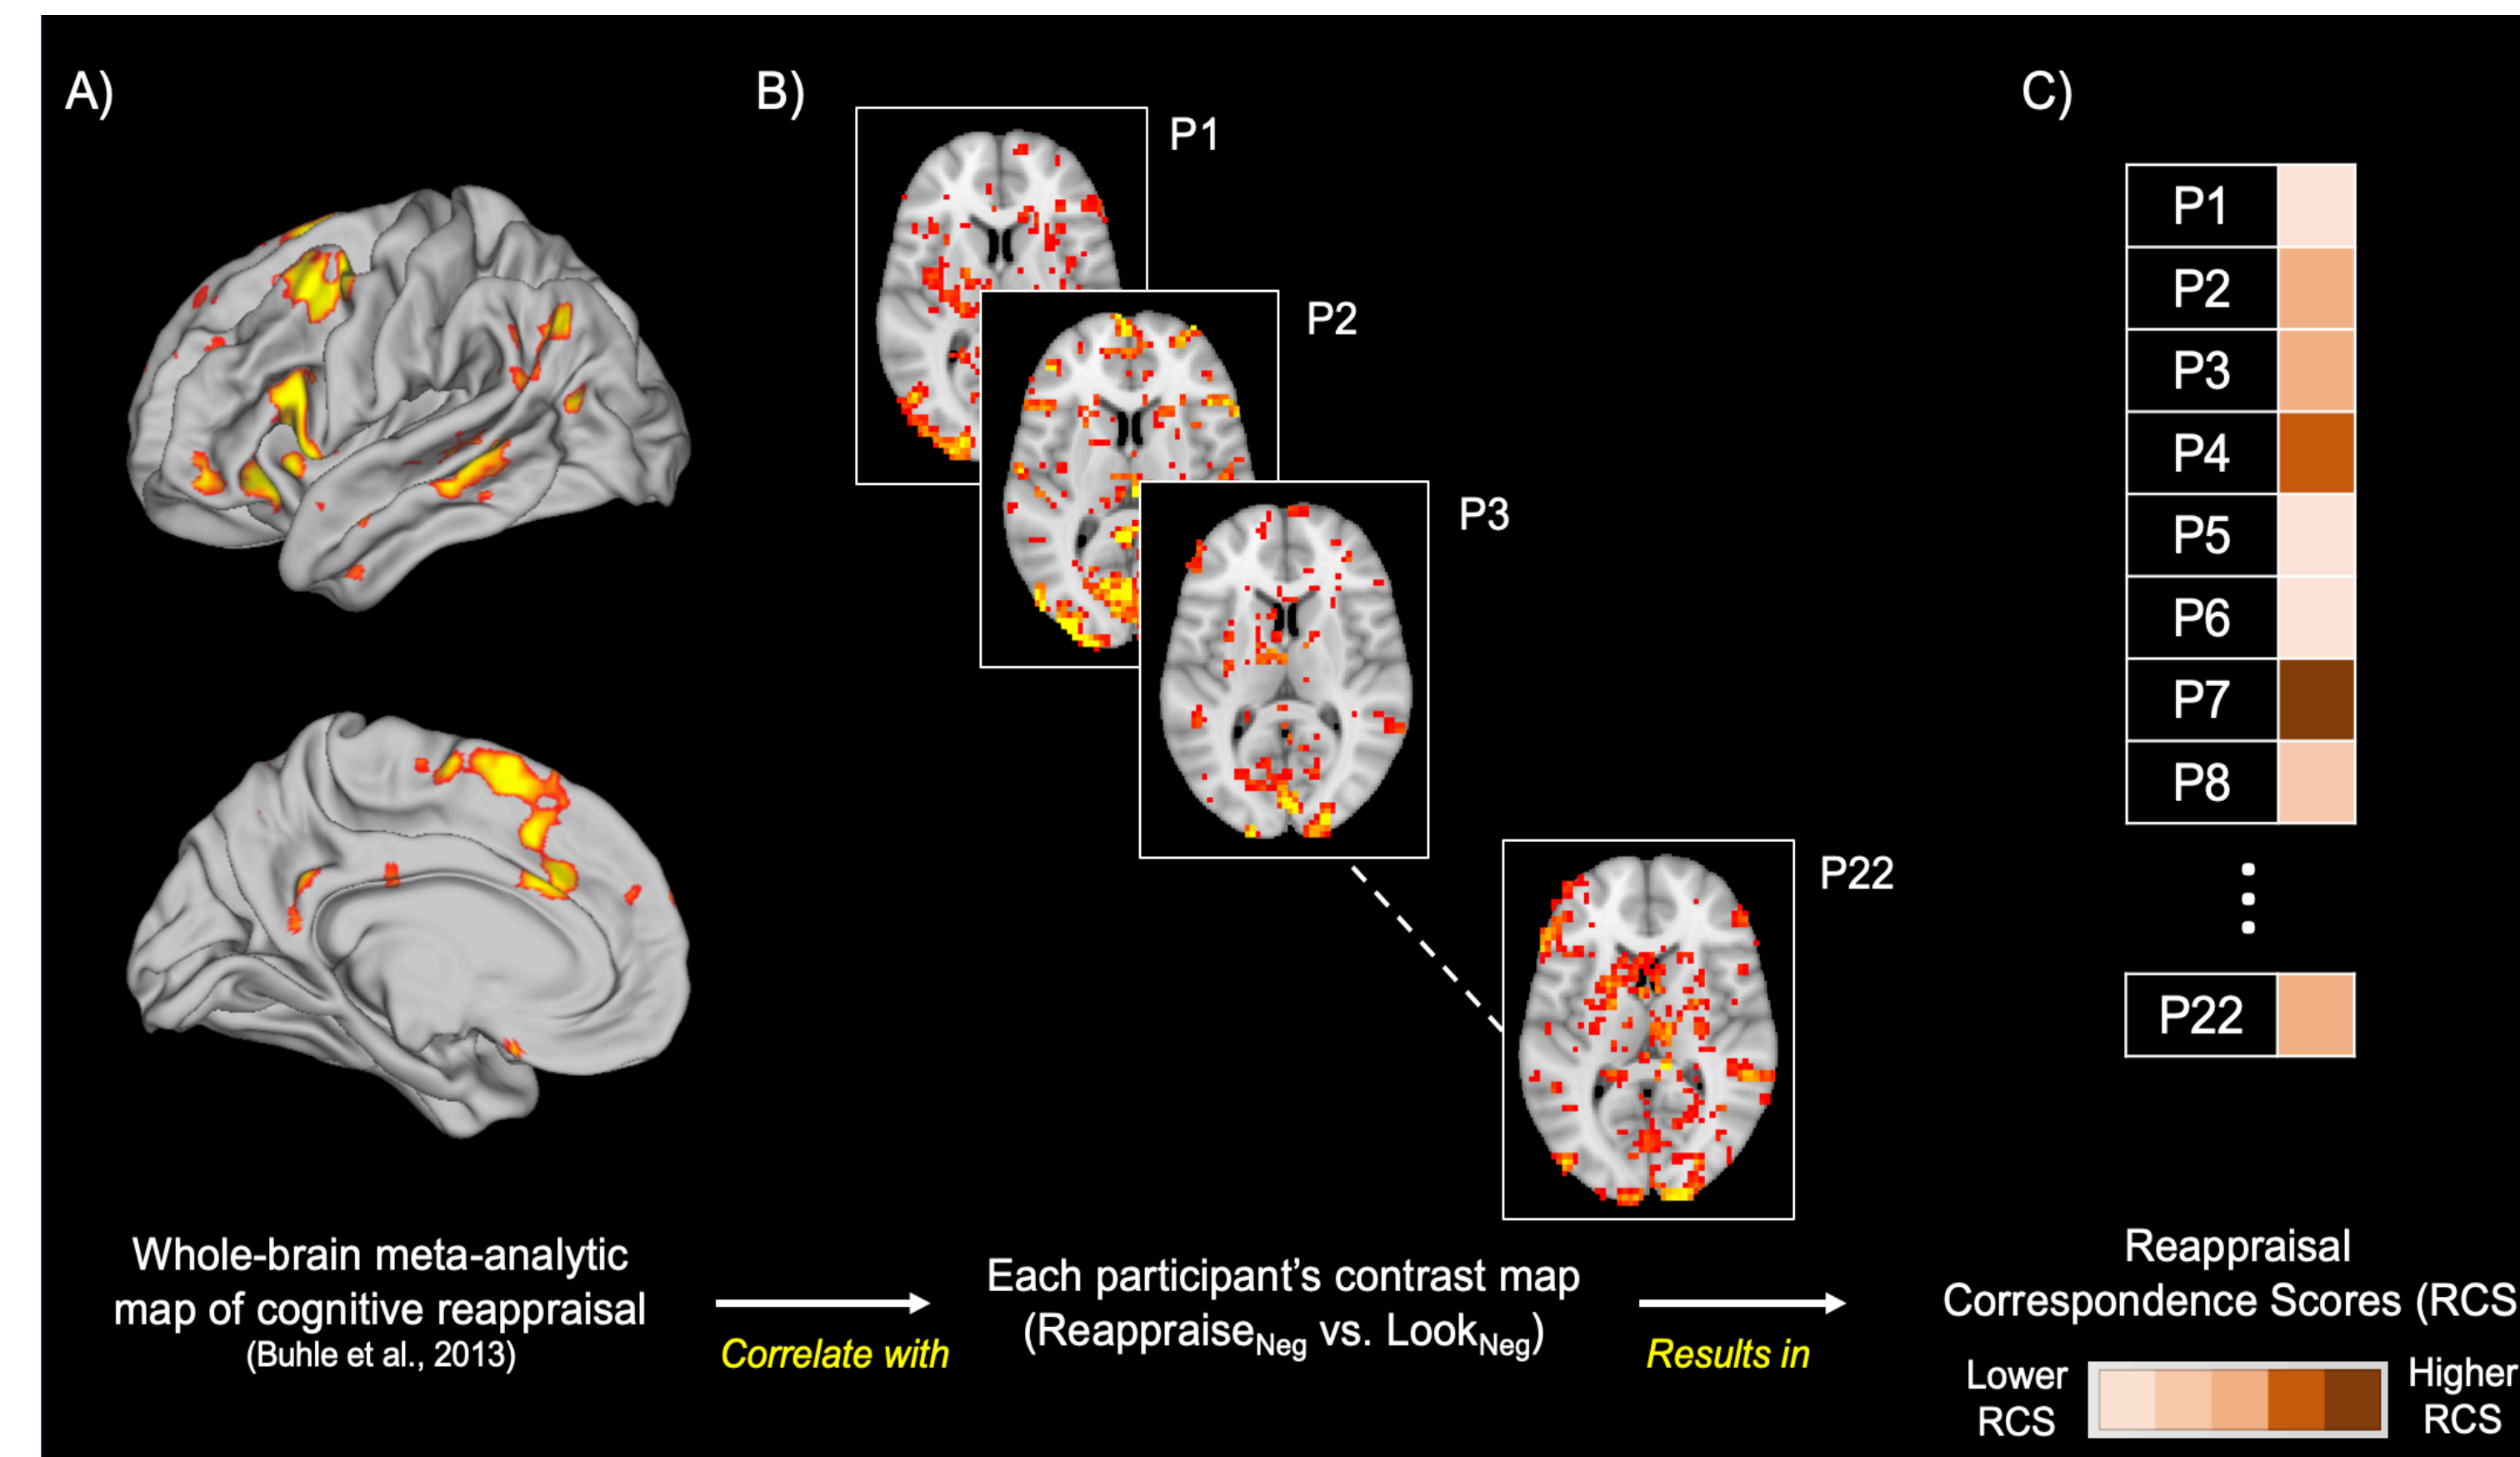 A)
B)
C)
P1
P2
P3
P22
P1
P2
P3
P4
P5
P6
P7
P8
P22
Whole-brain meta-analytic
map of cognitive reappraisal
(Buhle et al., 2013)
Correlate with
Each participant's contrast map
(ReappraiseNeg vs. LookNeg)
Results in
Reappraisal
Correspondence Scores (RCS
Lower
RCS
Higher
RCS